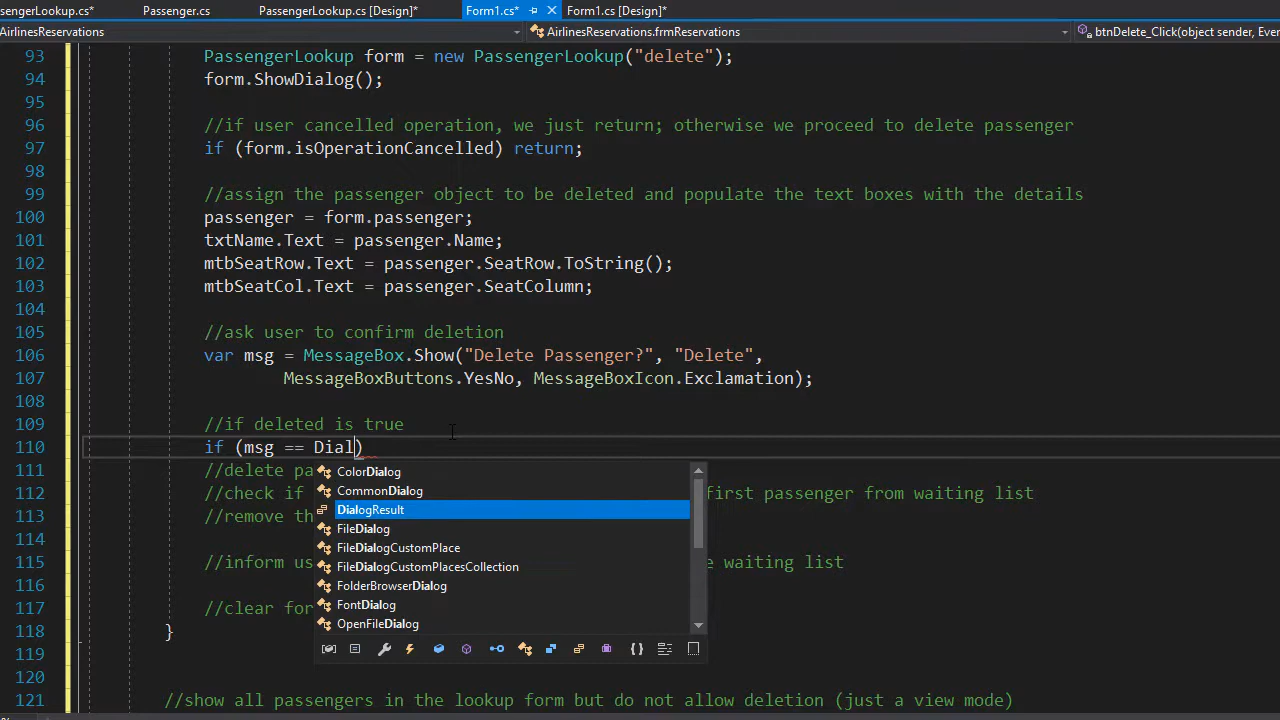 sengerLookup.cs* Passenger.cs PassengerLookup.cs [Design]* Form1.cs* Form1.cs [Design]*
AirlinesReservations AirlinesReservations.frmReservations btnDelete_Click(object sender, Ever
93 PassengerLookup form = new PassengerLookup("delete");
94 form.ShowDialog();
95
96 //if user cancelled operation, we just return; otherwise we proceed to delete passenger
97 if (form.isOperationCancelled) return;
98
99 //assign the passenger object to be deleted and populate the text boxes with the details
100 passenger = form.passenger;
101 txtName.Text = passenger.Name;
102 mtbSeatRow.Text = passenger.SeatRow.ToString();
103 mtbSeatCol.Text = passenger.SeatColumn;
104
105 //ask user to confirm deletion
106 var msg = MessageBox.Show("Delete Passenger?", "Delete",
107 MessageBoxButtons.YesNo, MessageBoxIcon.Exclamation);
108
109 //if deleted is true
110 if (msg == Dial)
111 //delete pa
ColorDialog
112 //check if first passenger from waiting list
CommonDialog
113 //remove th
DialogResult
114
FileDialog
FileDialogCustomPlace
115 //inform us e waiting list
FileDialogCustomPlacesCollection
116
FolderBrowserDialog
117 //clear for
FontDialog
118 }
OpenFileDialog
119
120
121 //show all passengers in the lookup form but do not allow deletion (just a view mode)